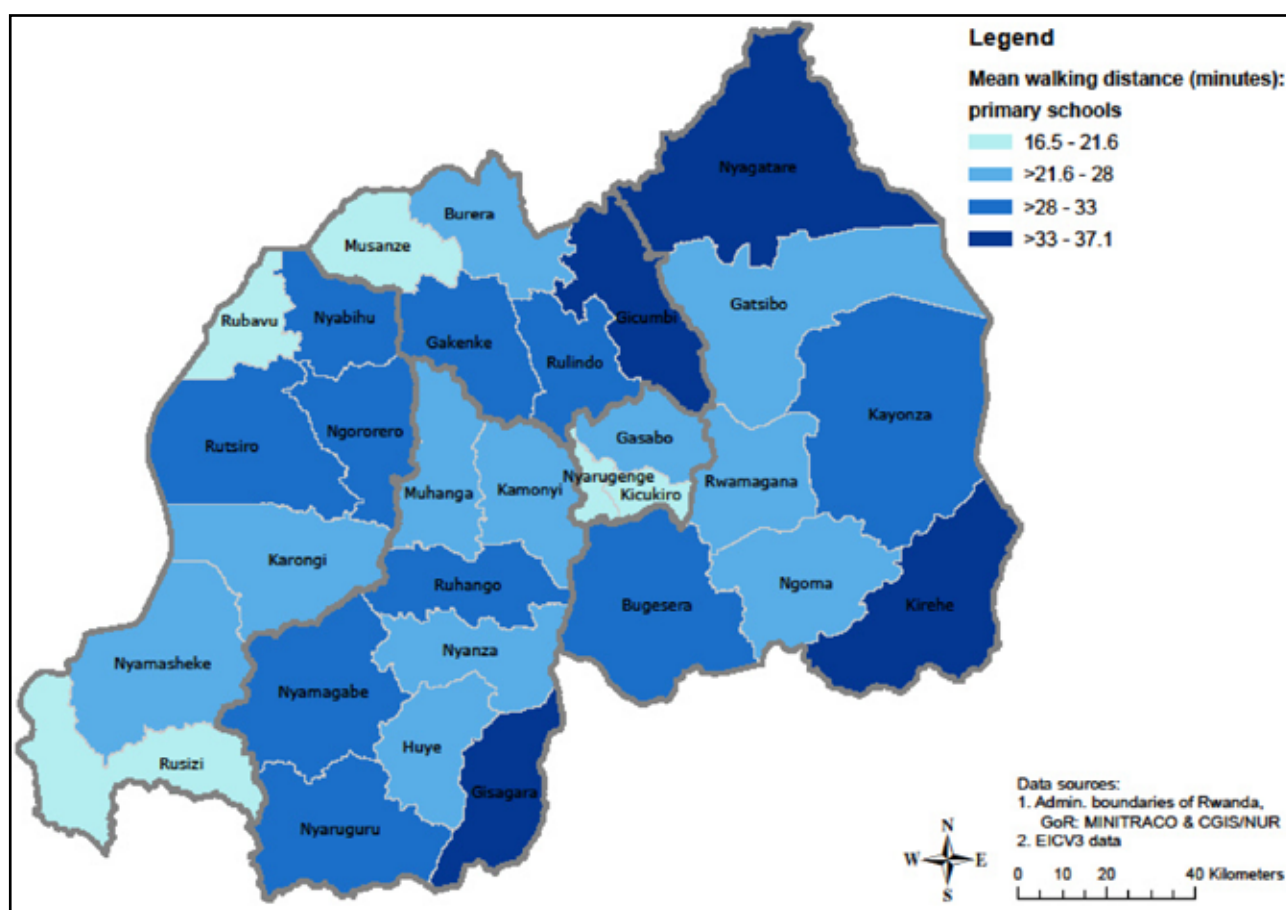 Legend
Mean walking distance (minutes):
primary schools
16.5 - 21.6
>21.6 - 28
>28 - 33
>33 - 37.1
Nyagatare
Burera
Musanze
Gatsibo
Rubavu
Nyabihu
Gicumbi
Gakenke
Rulindo
Kayonza
Rutsiro
Ngororero
Gasabo
Nyarugenge
Rwamagana
Muhanga
Kamonyi
Kicukiro
Karongi
Ruhango
Bugesera
Ngoma
Kirehe
Nyanza
Nyamasheke
Nyamagabe
Huye
Rusizi
Gisagara
Nyaruguru
Data sources:
1. Admin. boundaries of Rwanda,
GoR: MINITRACO & CGIS/NUR
2. EICV3 data
N
W E
S
0 10 20 40 Kilometers